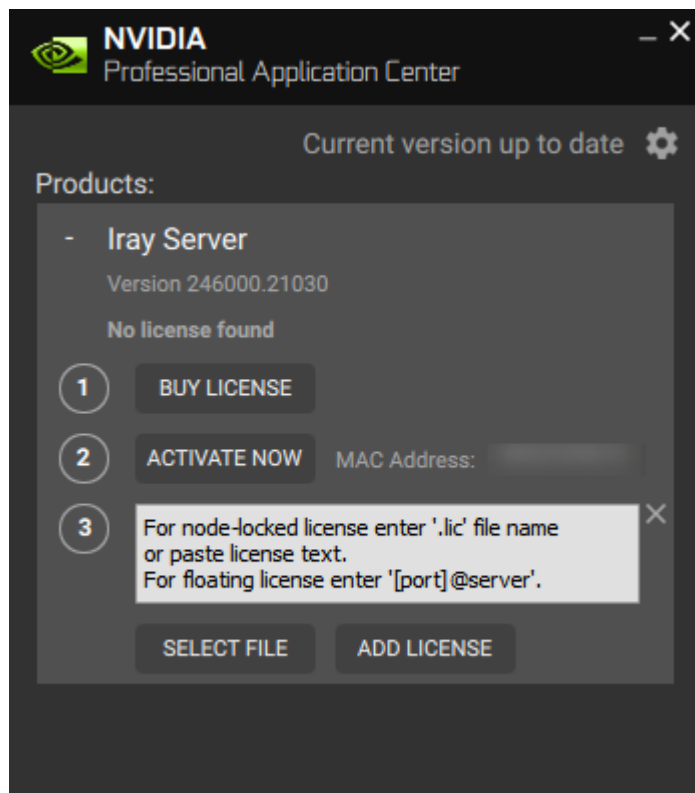 NVIDIA
Professional Application Center
Current version up to date
Products:
- Iray Server
Version 246000.21030
No license found
1 BUY LICENSE
2 ACTIVATE NOW MAC Address:
3 For node-locked license enter '.lic' file name
or paste license text.
For floating license enter '[port]@server'.
SELECT FILE ADD LICENSE